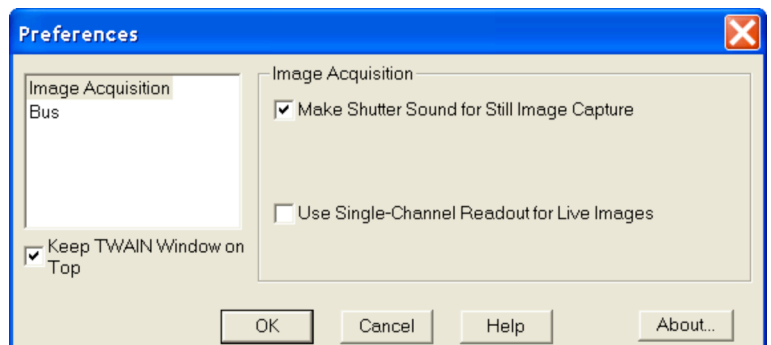 Preferences
Image Acquisition
Bus
Keep TWAIN Window on
Top
Image Acquisition
Make Shutter Sound for Still Image Capture
Use Single-Channel Readout for Live Images
OK
Cancel
Help
About...